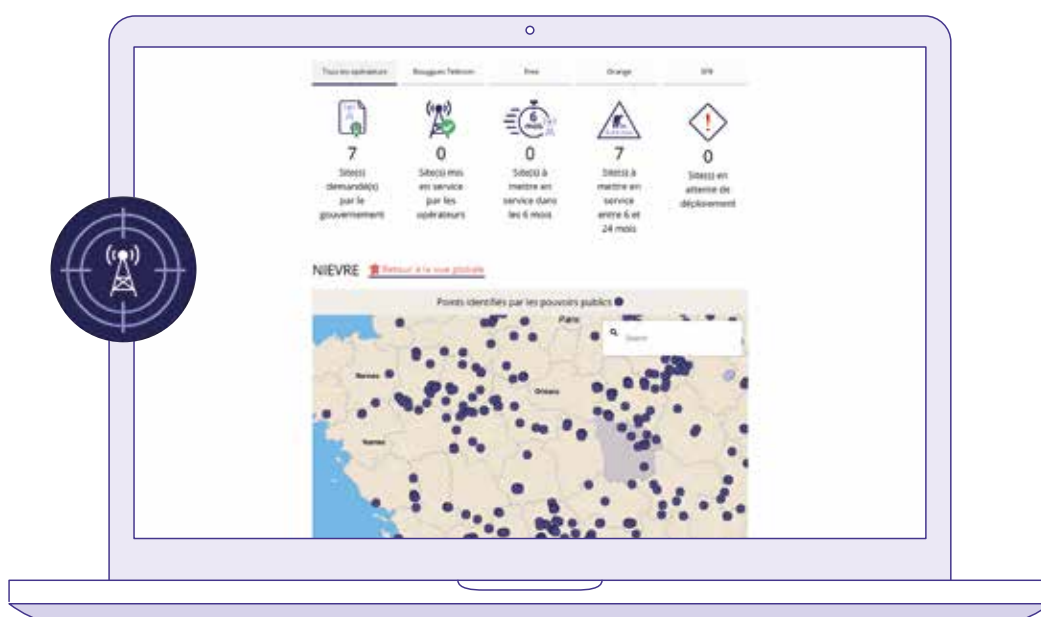 Tous les opérateurs Bouygues Telecom Free Orange SFR
6
mois
7 0 0 7 0
Site(s) Site(s) mis Site(s) à Site(s) à Site(s) en
demandé(s) en service mettre en mettre en attente de
par le par les service dans service déploiement
gouvernement opérateurs les 6 mois entre 6 et
24 mois
NIEVRE Retour à la vue globale
Points identifiés par les pouvoirs publics
Paris
Search
Rennes
Orléans
Nantes